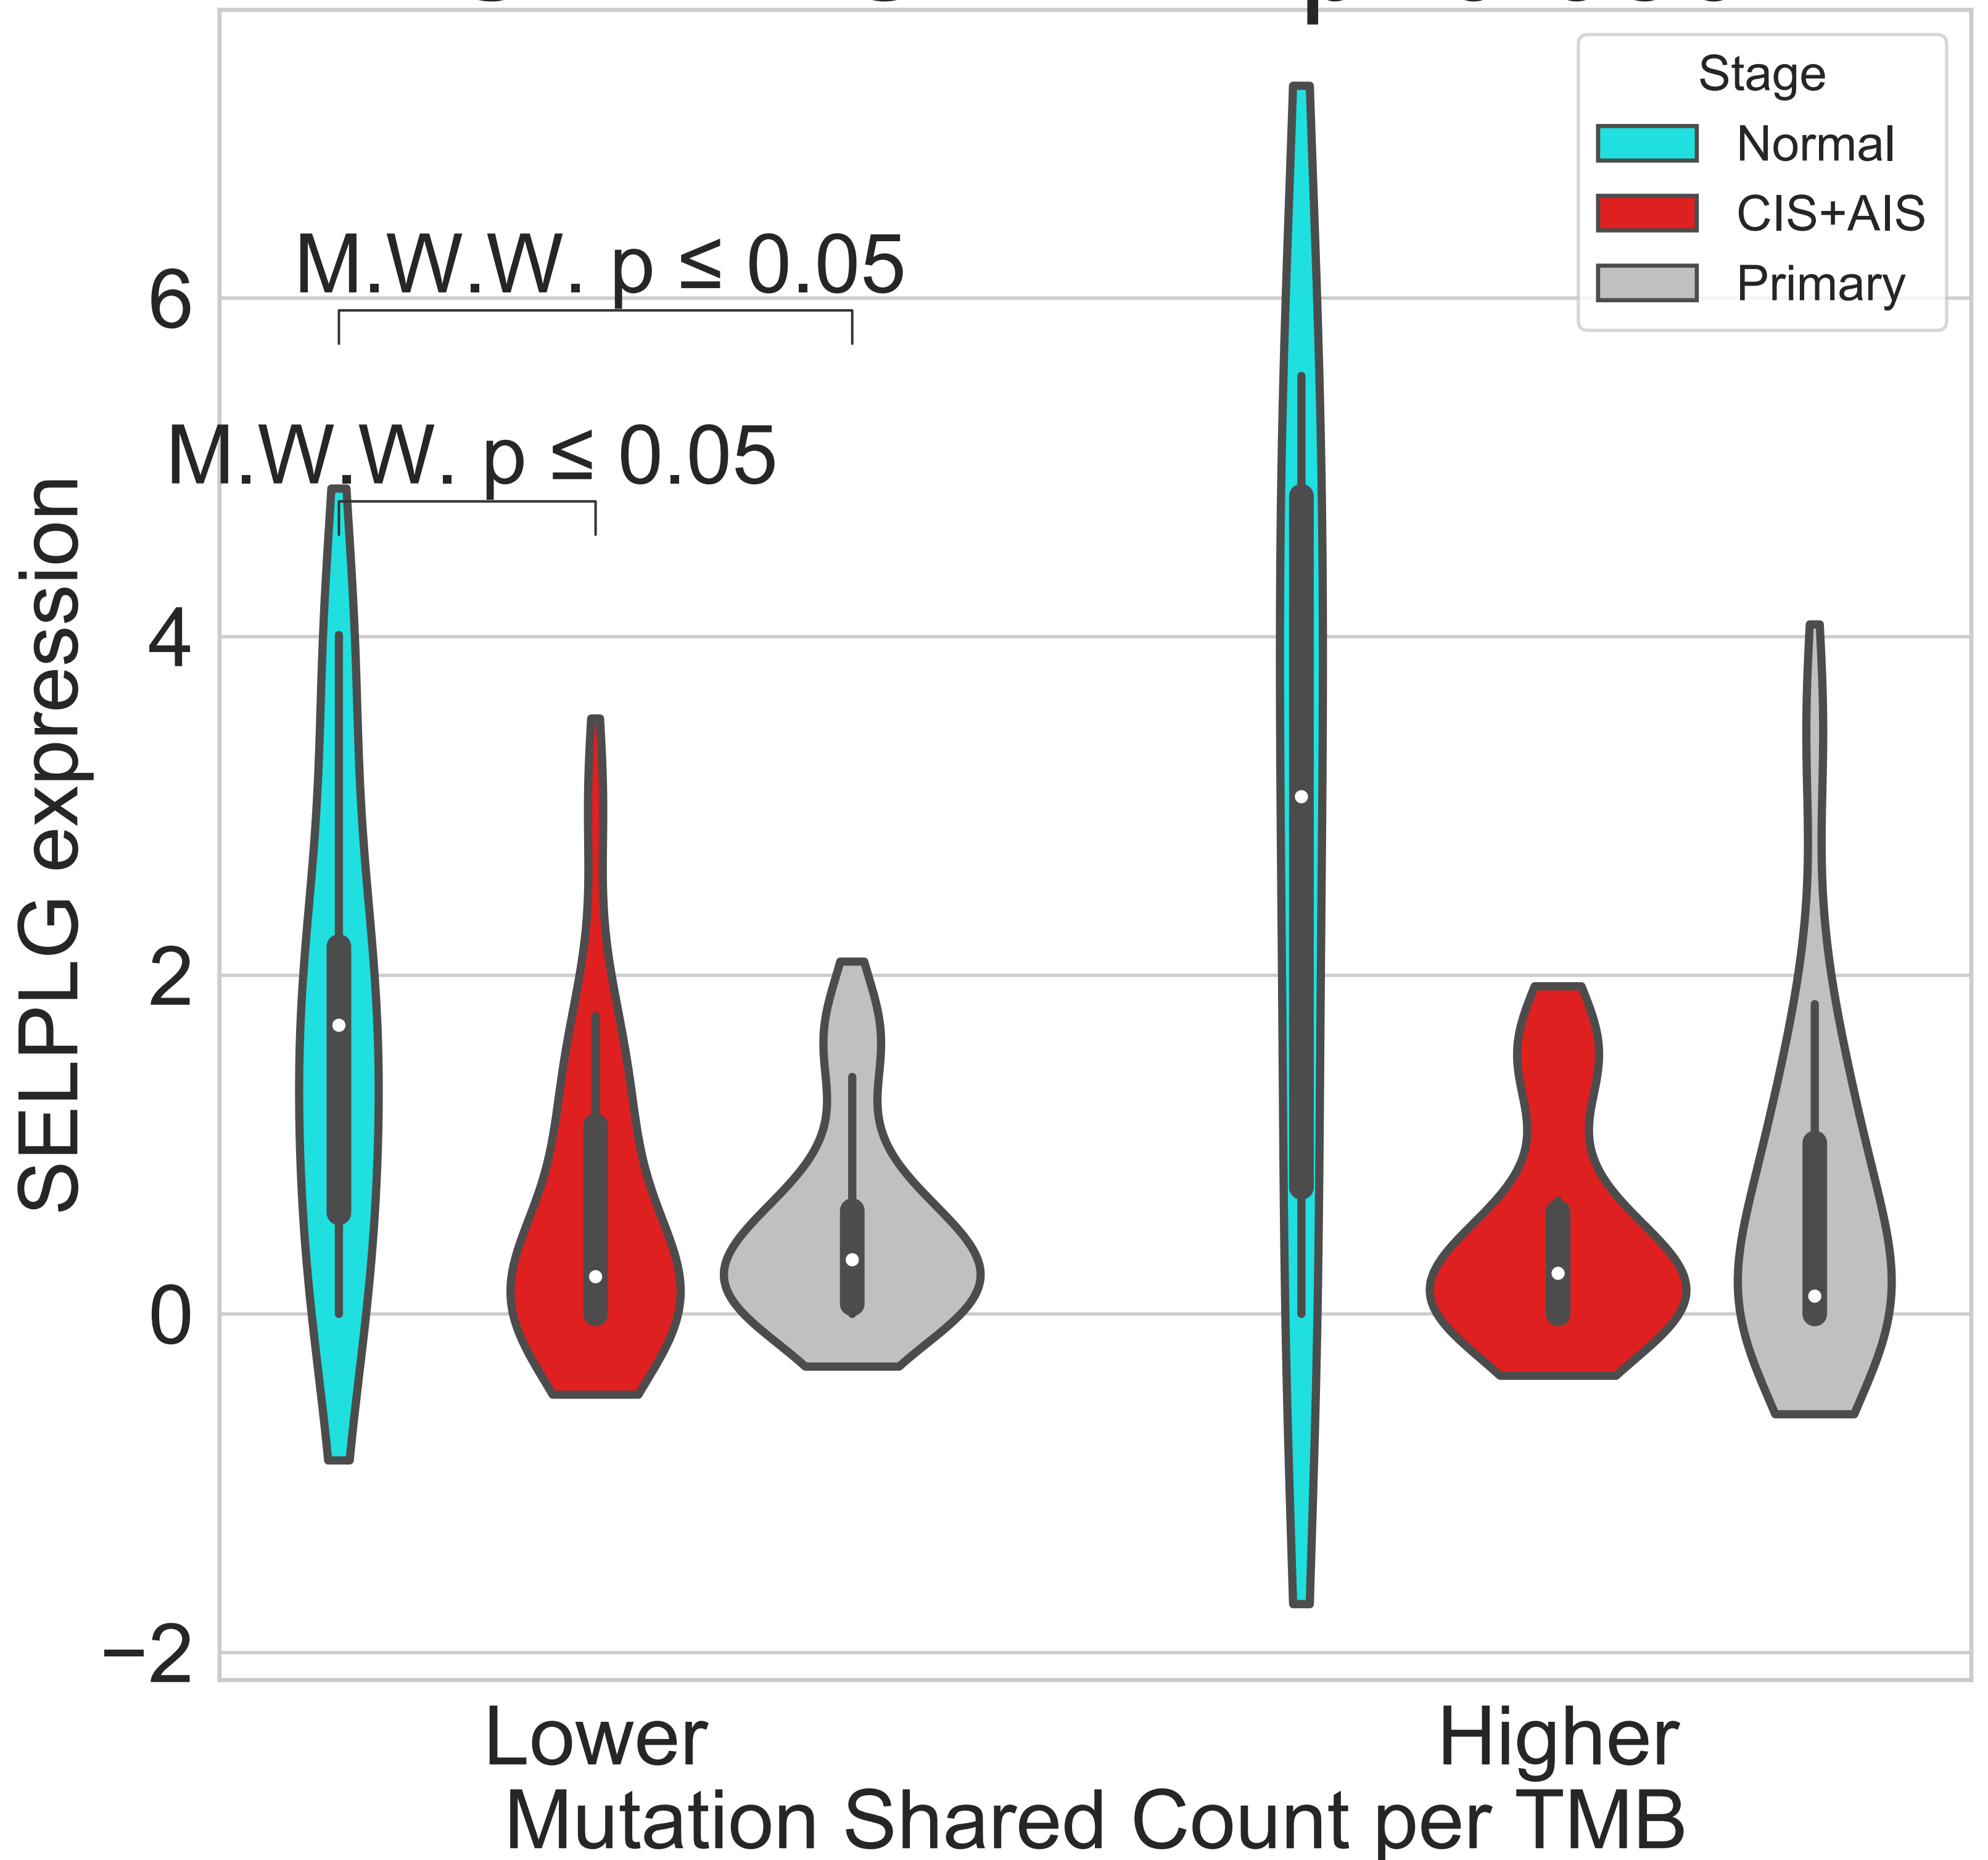 Stage
Normal
CIS+AIS
Primary
M.W.W. p ≤ 0.05
M.W.W. p ≤ 0.05
SELPLG expression
6
4
2
0
−2
Lower
Higher
Mutation Shared Count per TMB